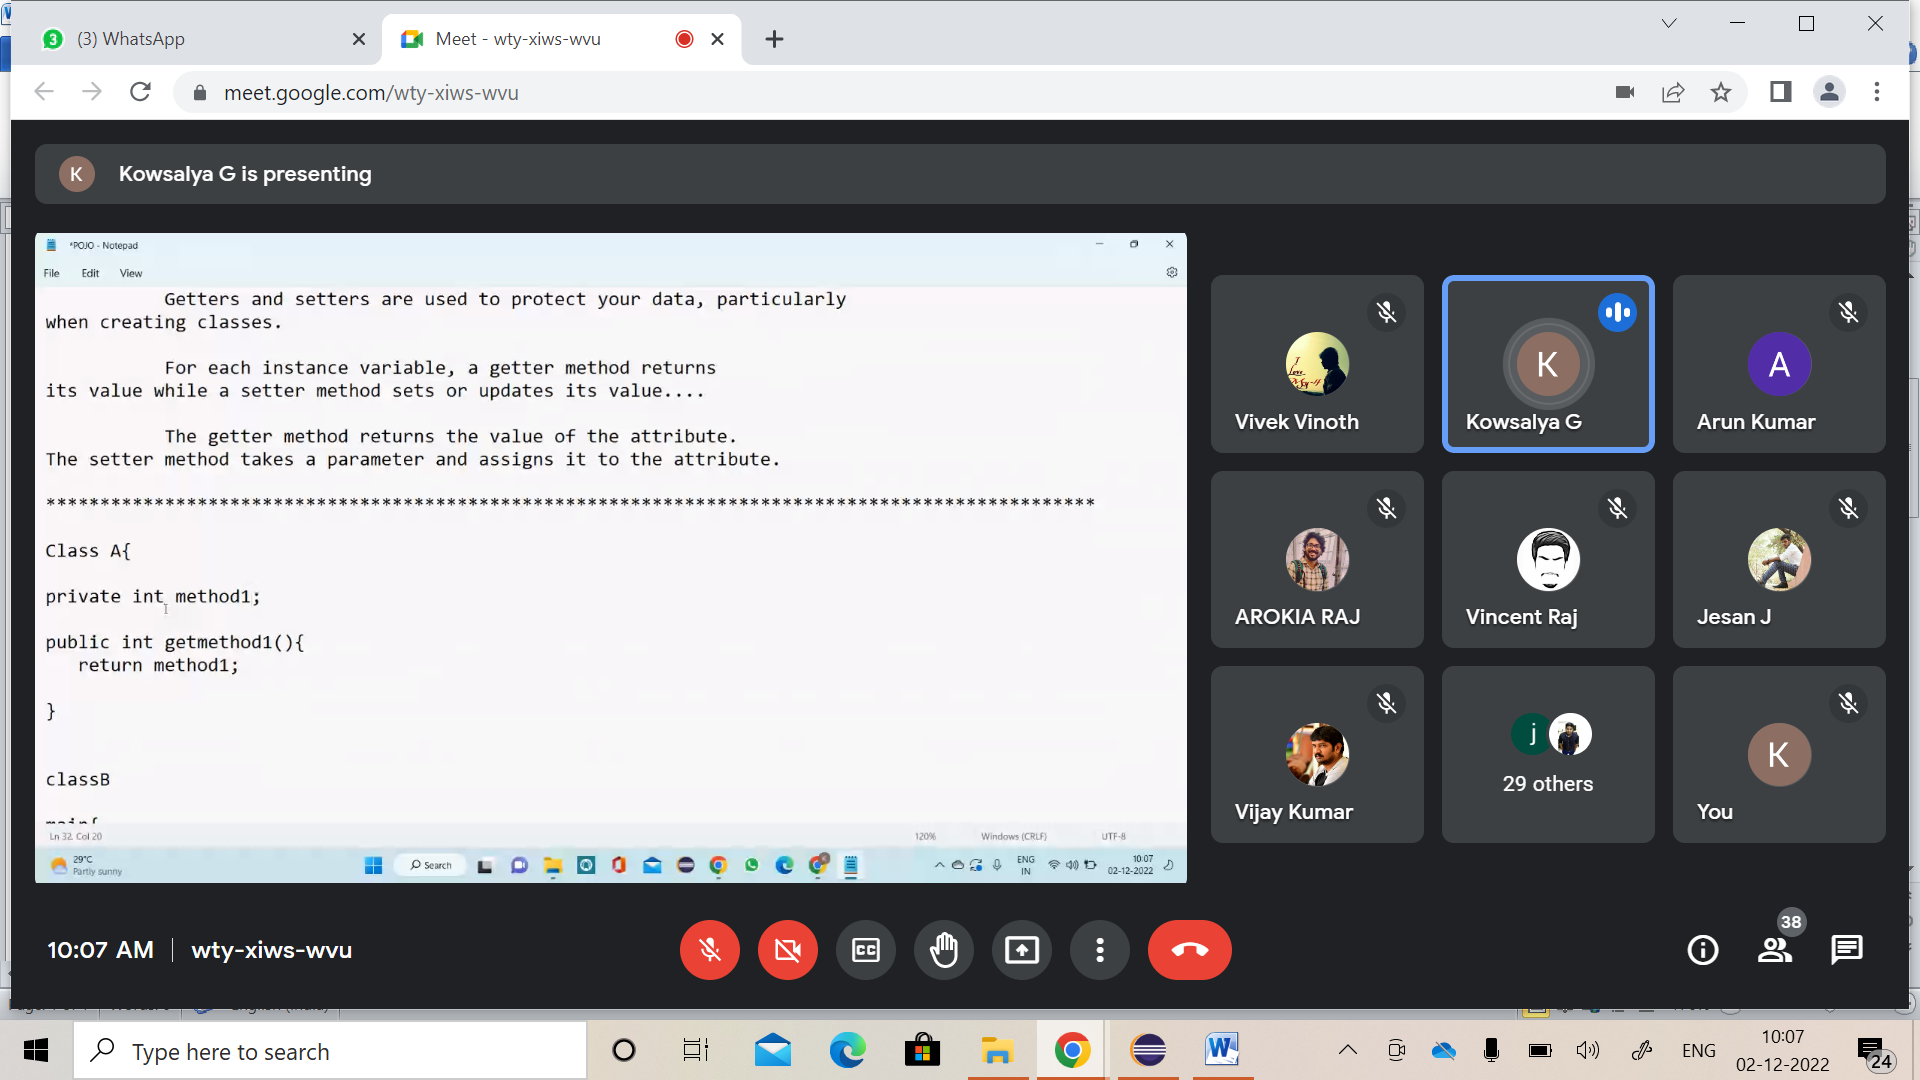 3 (3) WhatsApp
Meet - wty-xiws-wvu
meet.google.com/wty-xiws-wvu
K Kowsalya G is presenting
*POJO - Notepad
File Edit View
Getters and setters are used to protect your data, particularly
when creating classes.
For each instance variable, a getter method returns
its value while a setter method sets or updates its value....
The getter method returns the value of the attribute.
The setter method takes a parameter and assigns it to the attribute.
*************************************************************************************************
Class A{
private int method1;
public int getmethod1(){
return method1;
}
classB
main{
Ln 32, Col 20
120%
Windows (CRLF)
UTF-8
29°C
Partly sunny
Search
ENG
IN
10:07
02-12-2022
Vivek Vinoth
K
Kowsalya G
A
Arun Kumar
AROKIA RAJ
Vincent Raj
Jesan J
Vijay Kumar
j
29 others
K
You
10:07 AM | wty-xiws-wvu
CC
38
Type here to search
ENG
10:07
02-12-2022
24